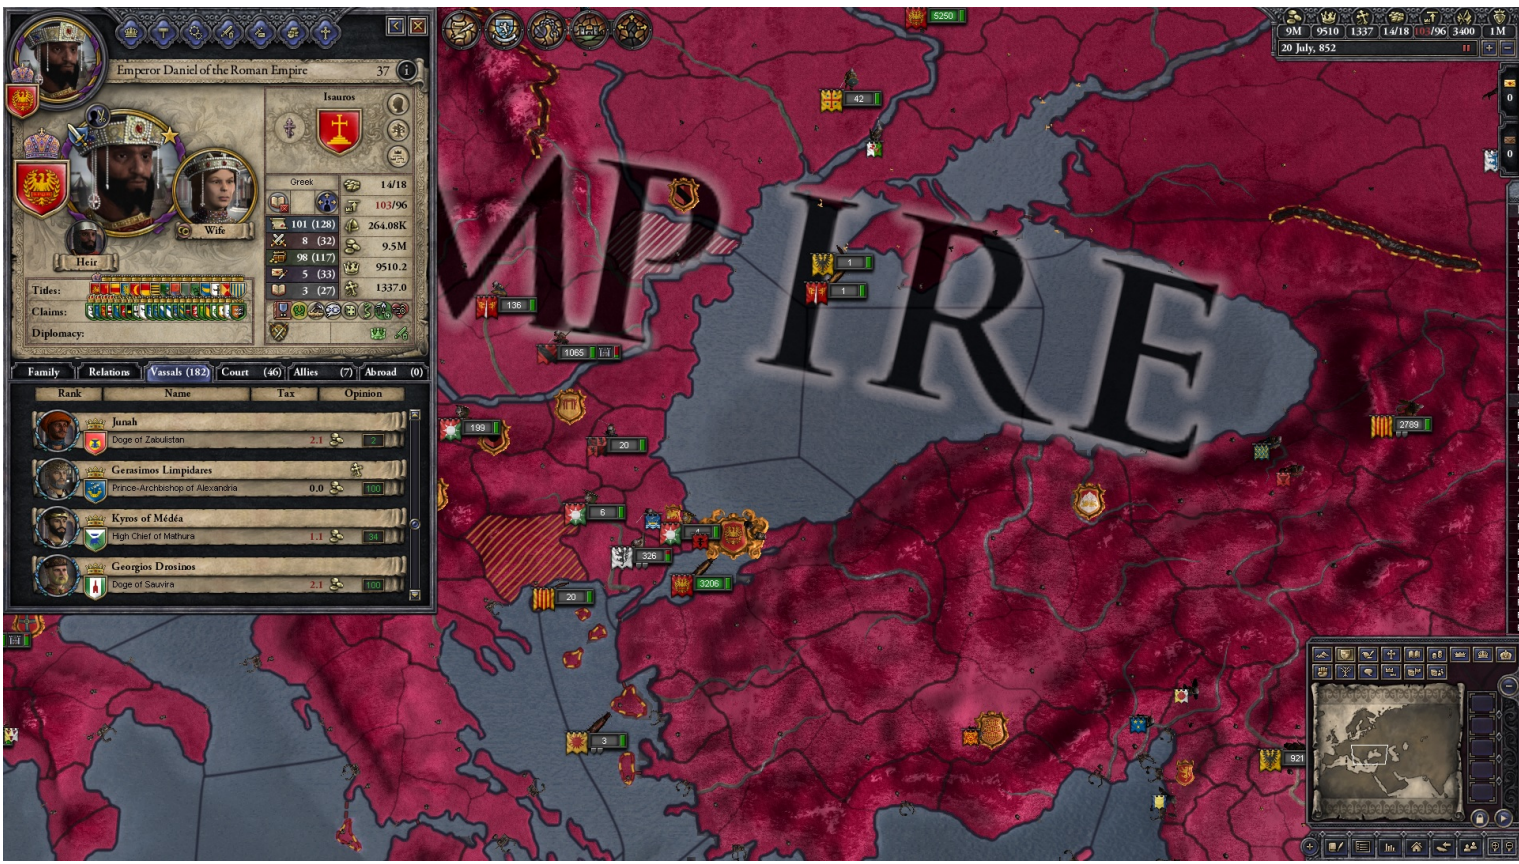 5250
9M 9510 1337 14/18 103/96 3400 1M
20 July, 852
0
0
Emperor Daniel of the Roman Empire 37
Isauros
Wife
Heir
Greek
14/18
103/96
101 (128) 264.08K
8 (32) 9.5M
98 (117)
5 (33) 9510.2
3 (27) 1337.0
Titles:
Claims:
Diplomacy:
Family Relations Vassals (182) Court (46) Allies (7) Abroad (0)
Rank Name Tax Opinion
Junah
Doge of Zabulistan 2.1 2
Gerasimos Limpidares
Prince-Archbishop of Alexandria 0.0 100
Kyros of Médéa
High Chief of Mathura 1.1 34
Georgios Drosinos
Doge of Sauvira 2.1 100
MPIRE
42
1
1
136
1065
199
20
2789
6
4
326
3206
20
3
921